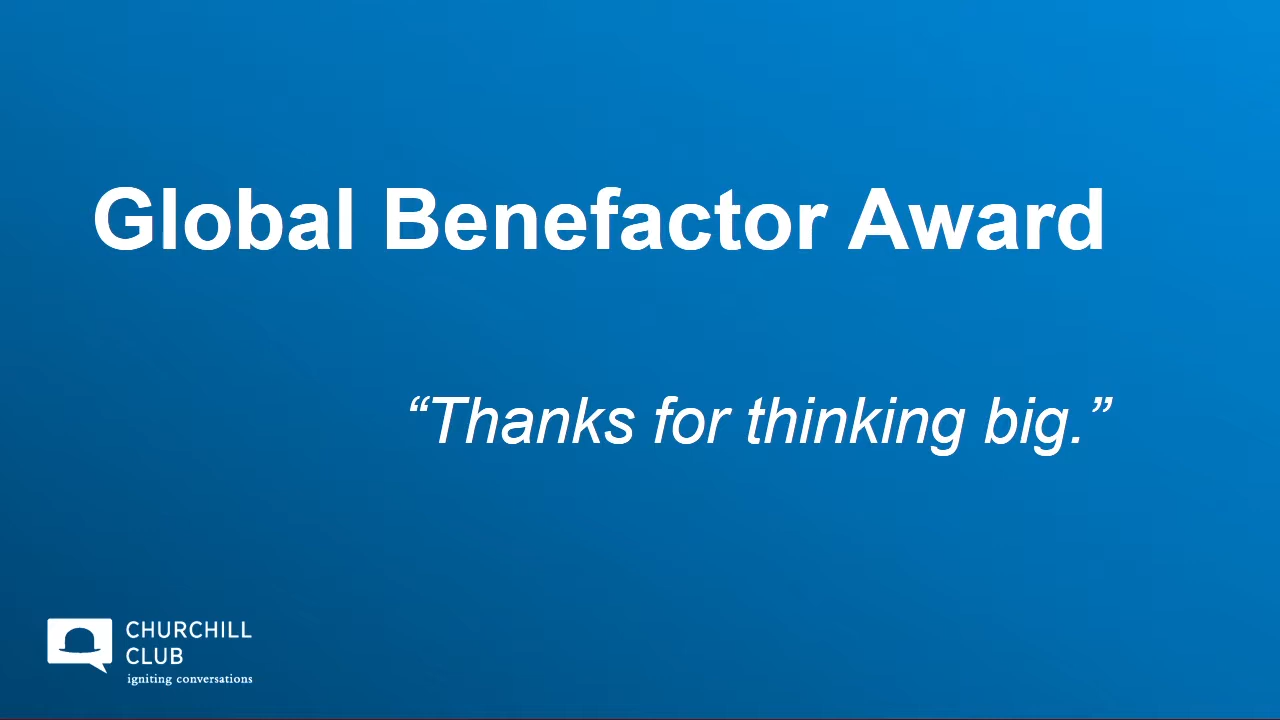 Global Benefactor Award
“Thanks for thinking big.”
CHURCHILL
CLUB
igniting conversations